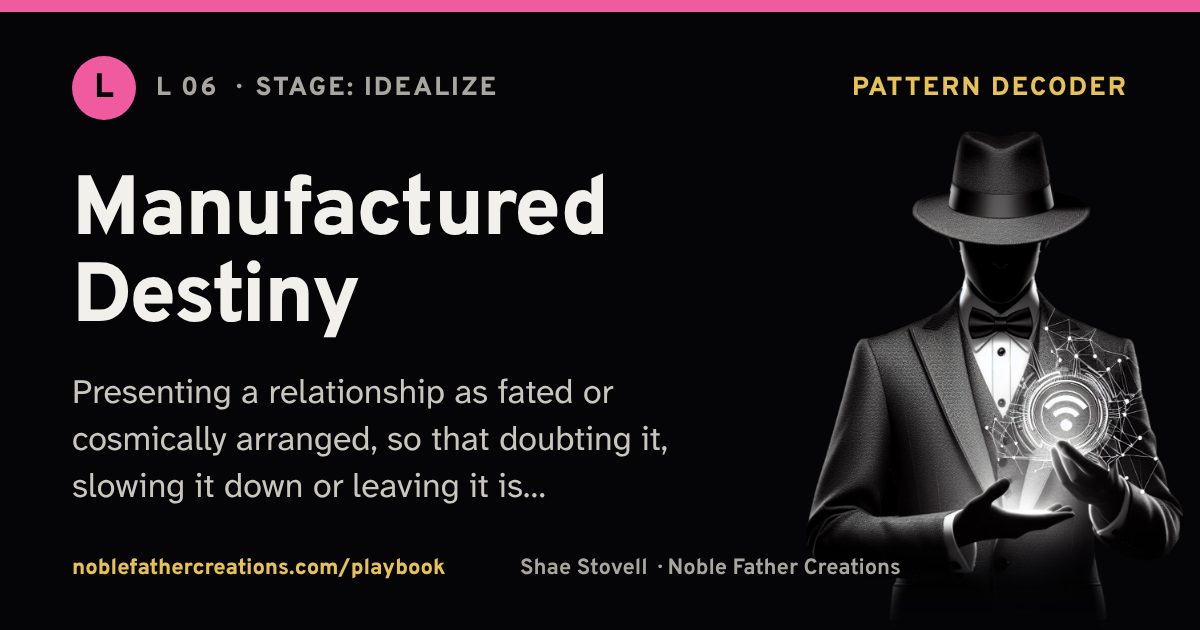 L
L 06 · STAGE: IDEALIZE
PATTERN DECODER
Manufactured
Destiny
Presenting a relationship as fated or
cosmically arranged, so that doubting it,
slowing it down or leaving it is...
noblefathercreations.com/playbook
Shae Stovell · Noble Father Creations